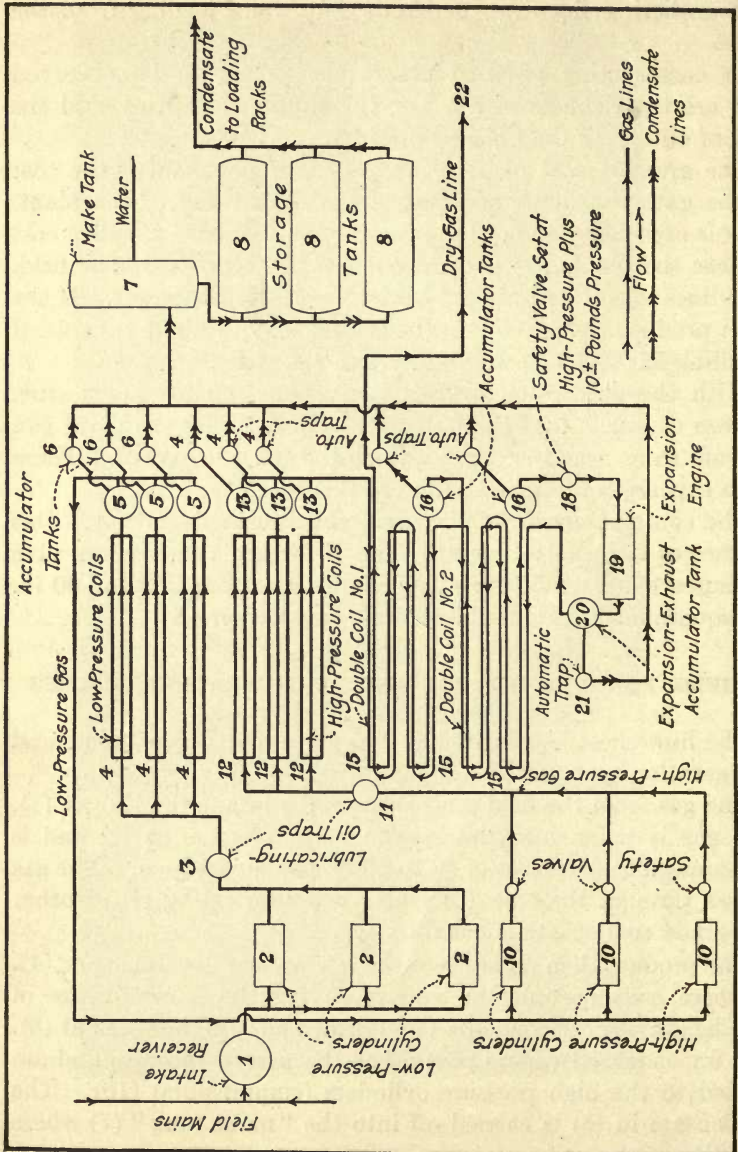 Condensate
to Loading
Racks
22
Make Tank
Water
7
8
Storage
8
Tanks
8
Dry-Gas Line
Accumulator Tanks
Safety Valve Set at
High-Pressure Plus
10± Pounds Pressure
Gas Lines
Flow
Condensate
Lines
6
6
6
4
4
4
Auto.
Traps
Auto.Traps
Accumulator
Tanks
5
5
5
13
13
13
16
16
18
Expansion
Engine
19
20
21
Automatic
Trap
Expansion-Exhaust
Accumulator Tank
Low-Pressure Gas
Low-Pressure Coils
High-Pressure Coils
Double Coil No.1
Double Coil No.2
4
4
4
12
12
12
15
15
15
High-Pressure Gas
11
Lubricating-
Oil Traps
3
2
2
2
10
10
10
Safety
Valves
Low-Pressure
Cylinders
High-Pressure Cylinders
1
Intake
Receiver
Field Mains